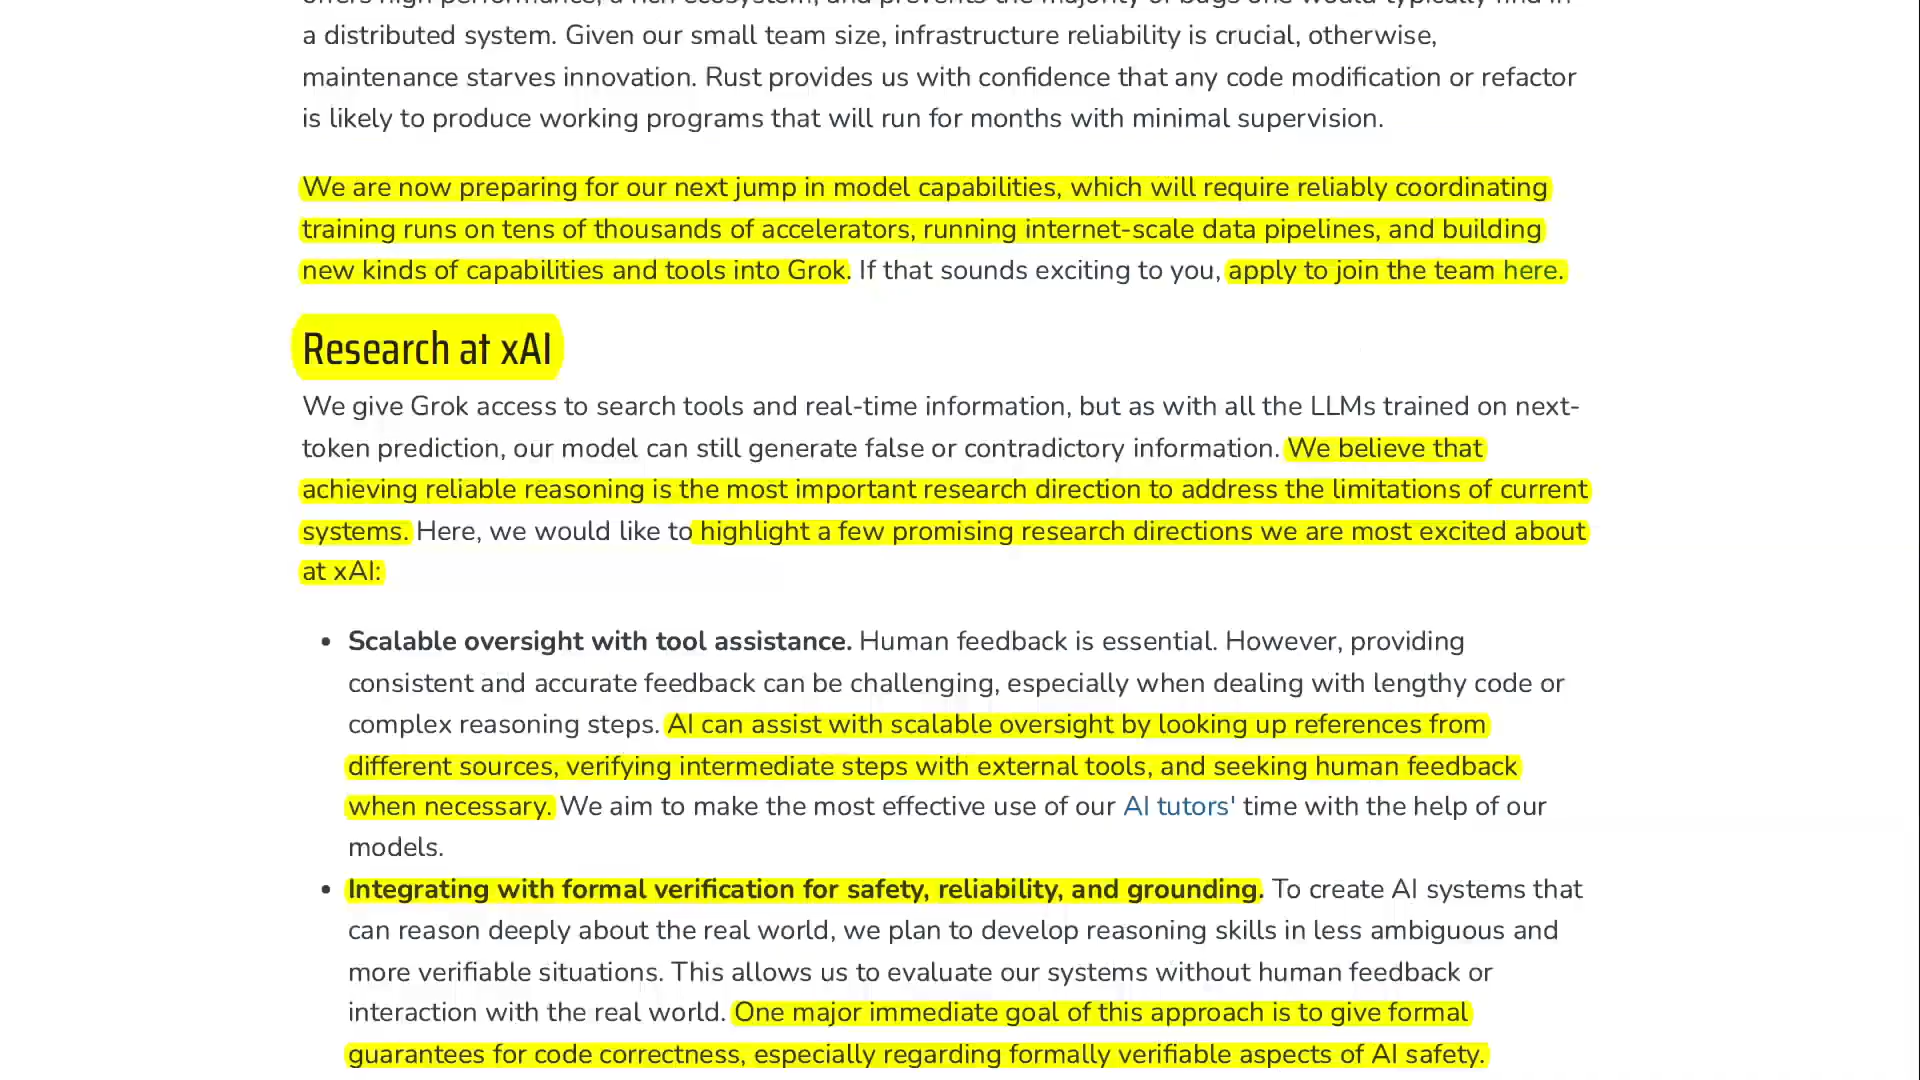 offers high performance, a rich ecosystem, and prevents the majority of bugs one would typically find in
a distributed system. Given our small team size, infrastructure reliability is crucial, otherwise,
maintenance starves innovation. Rust provides us with confidence that any code modification or refactor
is likely to produce working programs that will run for months with minimal supervision.
We are now preparing for our next jump in model capabilities, which will require reliably coordinating
training runs on tens of thousands of accelerators, running internet-scale data pipelines, and building
new kinds of capabilities and tools into Grok. If that sounds exciting to you, apply to join the team here.
Research at xAI
We give Grok access to search tools and real-time information, but as with all the LLMs trained on next-
token prediction, our model can still generate false or contradictory information. We believe that
achieving reliable reasoning is the most important research direction to address the limitations of current
systems. Here, we would like to highlight a few promising research directions we are most excited about
at xAI:
• Scalable oversight with tool assistance. Human feedback is essential. However, providing
consistent and accurate feedback can be challenging, especially when dealing with lengthy code or
complex reasoning steps. AI can assist with scalable oversight by looking up references from
different sources, verifying intermediate steps with external tools, and seeking human feedback
when necessary. We aim to make the most effective use of our AI tutors' time with the help of our
models.
• Integrating with formal verification for safety, reliability, and grounding. To create AI systems that
can reason deeply about the real world, we plan to develop reasoning skills in less ambiguous and
more verifiable situations. This allows us to evaluate our systems without human feedback or
interaction with the real world. One major immediate goal of this approach is to give formal
guarantees for code correctness, especially regarding formally verifiable aspects of AI safety.